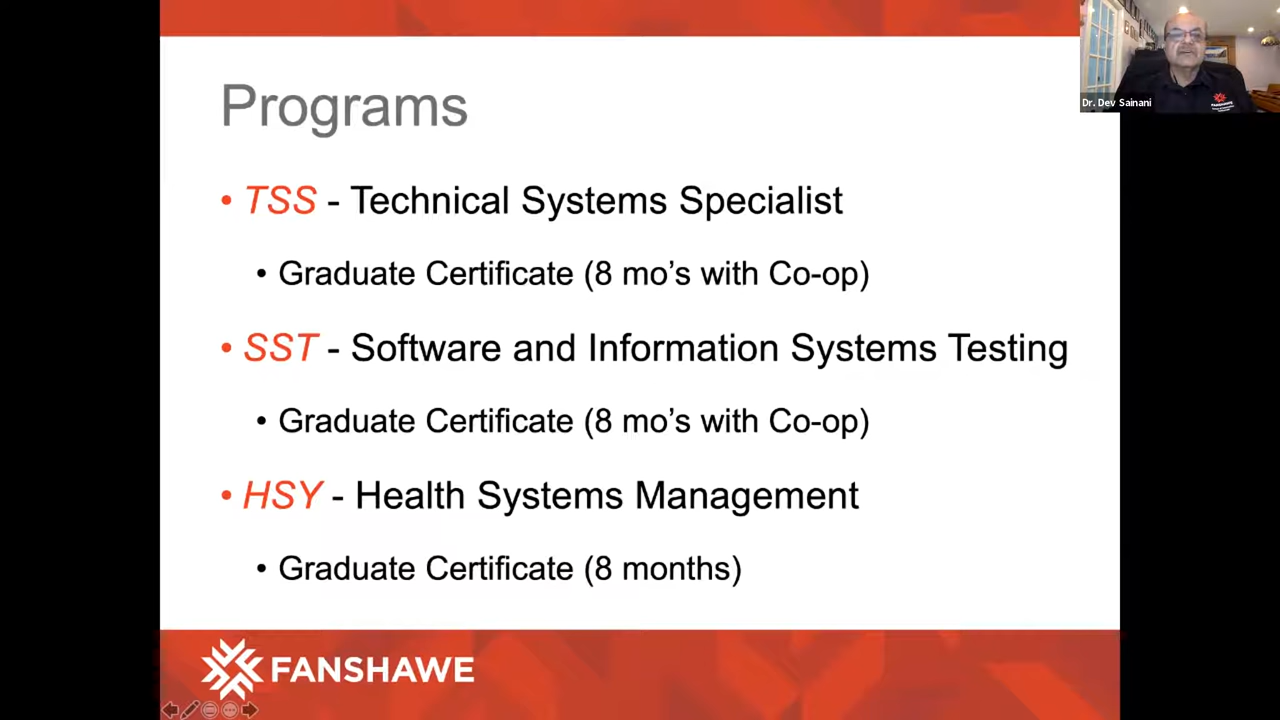 Programs
• TSS - Technical Systems Specialist
• Graduate Certificate (8 mo’s with Co-op)
• SST - Software and Information Systems Testing
• Graduate Certificate (8 mo’s with Co-op)
• HSY - Health Systems Management
• Graduate Certificate (8 months)
FANSHAWE
Dr. Dev Sainani
FANSHAWE